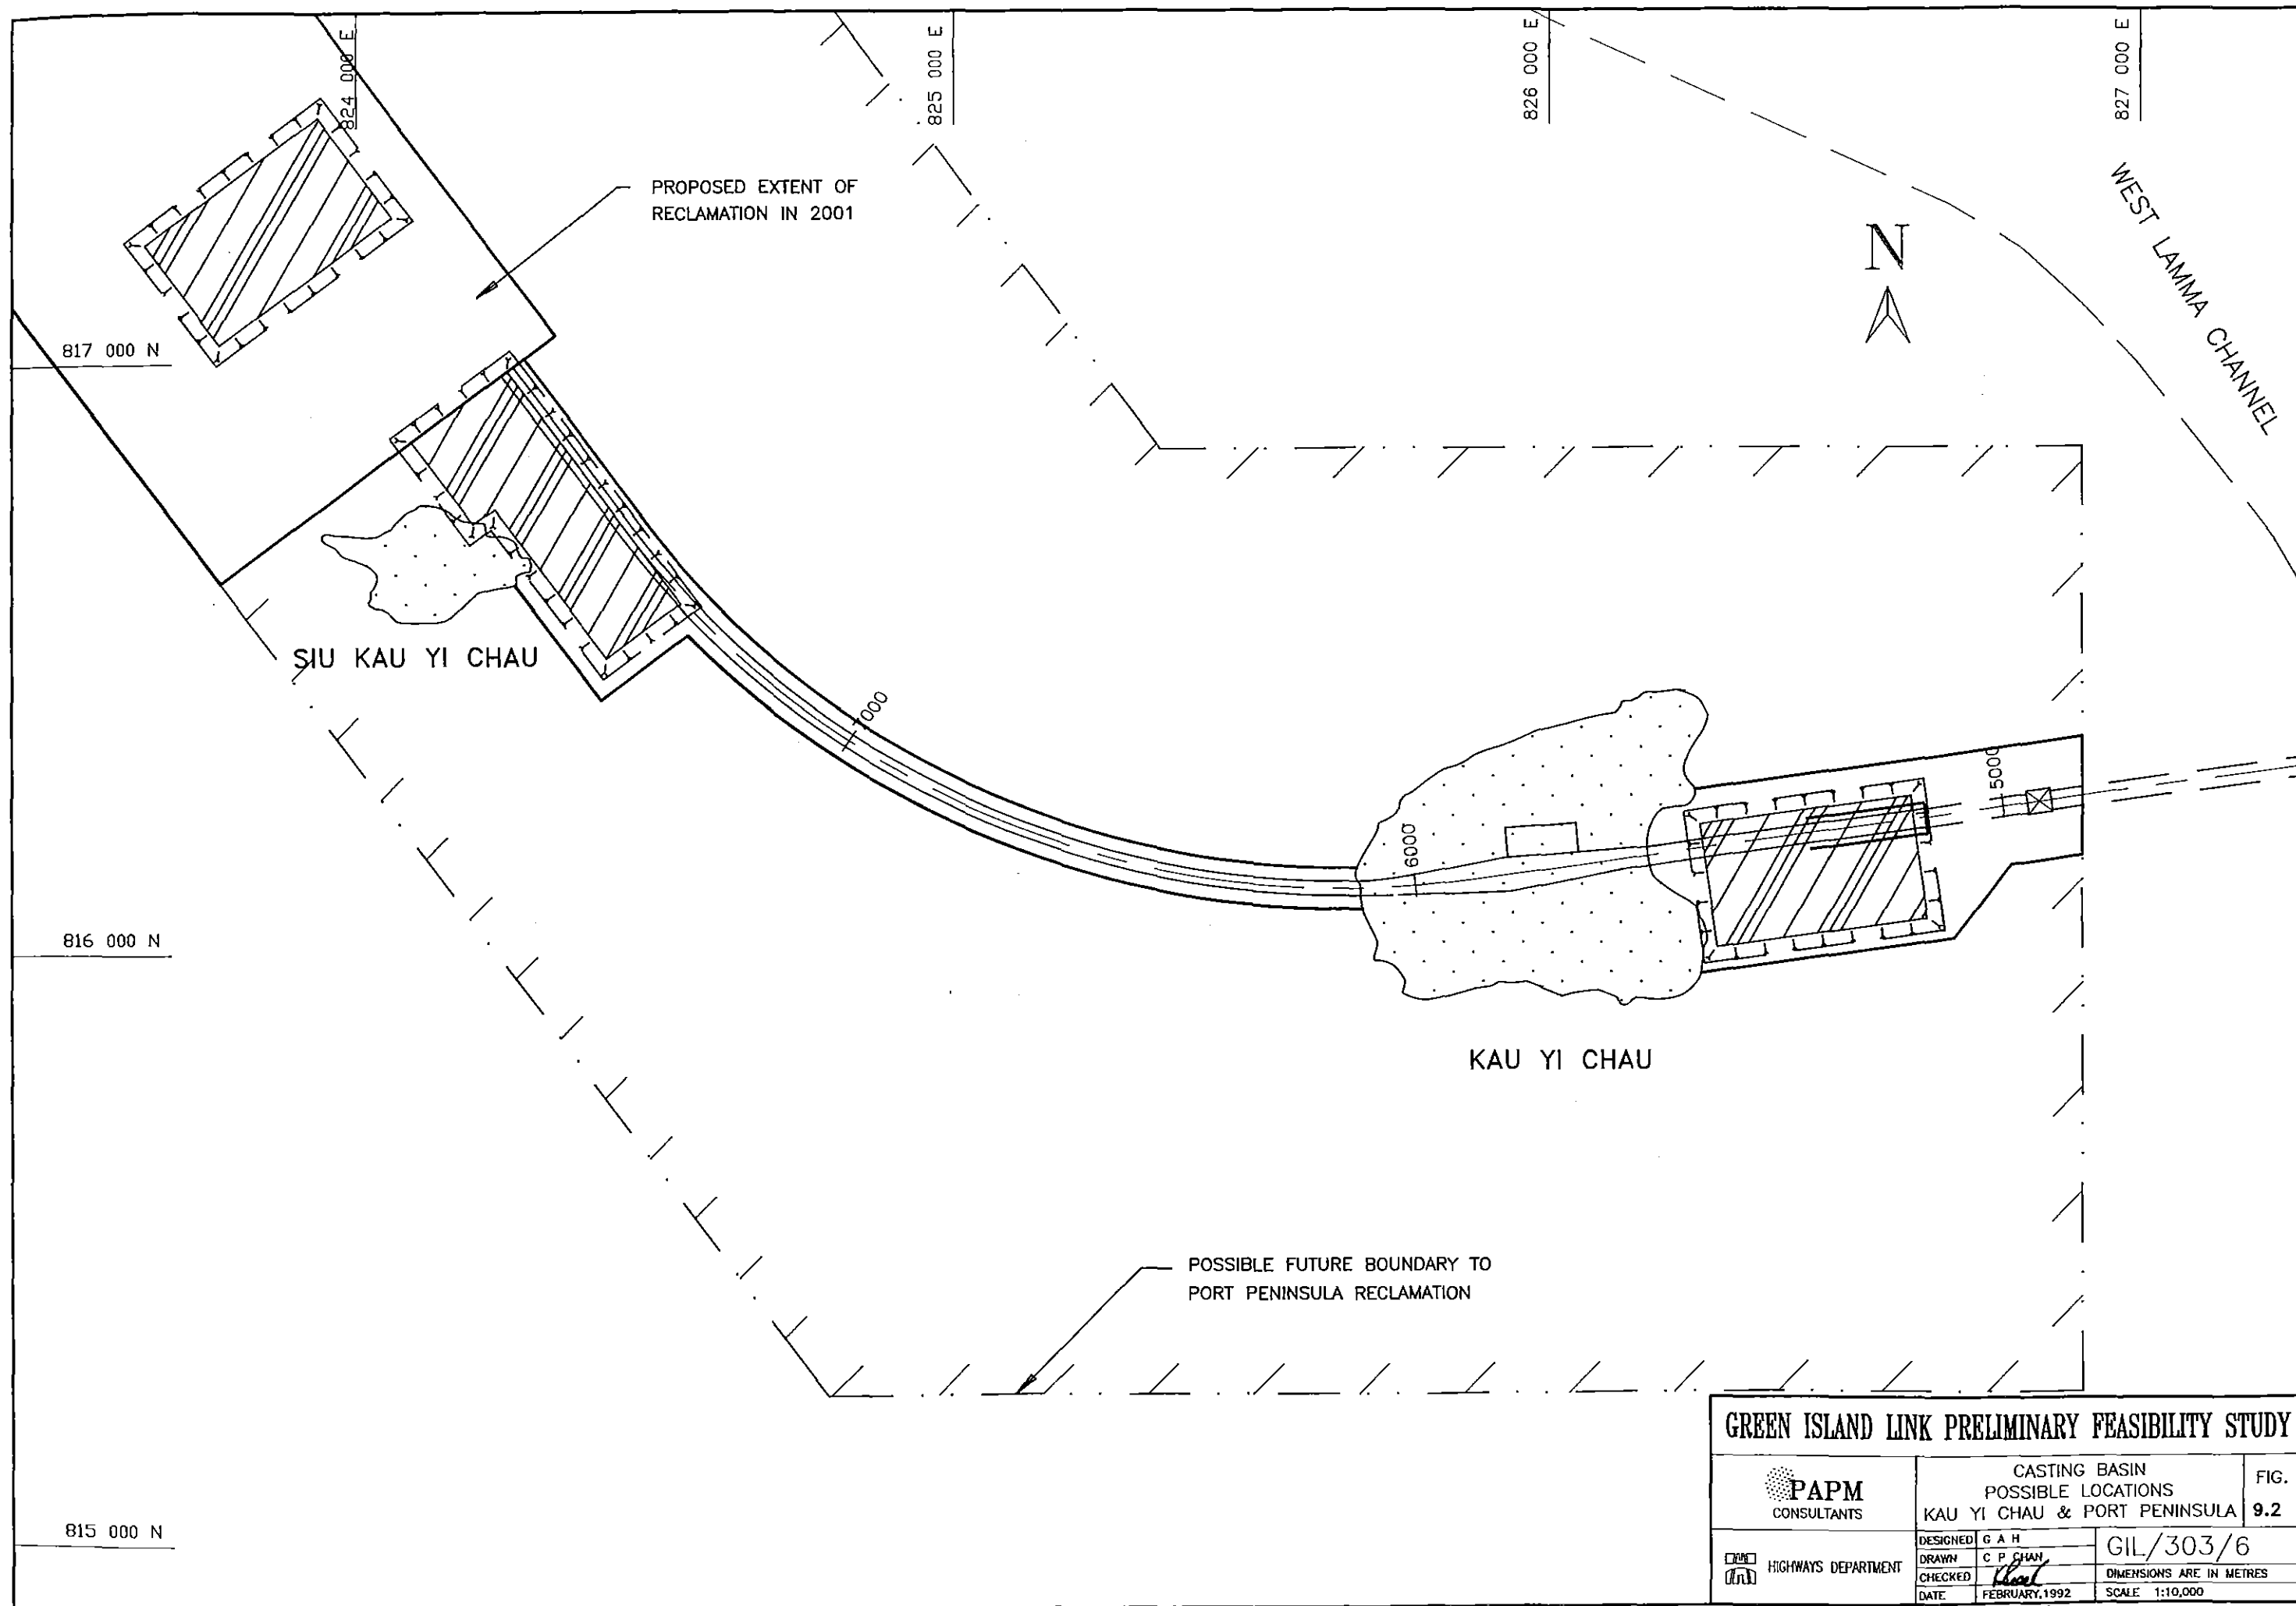 824 000 E
825 000 E
826 000 E
827 000 E
WEST LAMMA CHANNEL
PROPOSED EXTENT OF
RECLAMATION IN 2001
N
817 000 N
SIU KAU YI CHAU
5000
6000
816 000 N
KAU YI CHAU
POSSIBLE FUTURE BOUNDARY TO
PORT PENINSULA RECLAMATION
815 000 N
GREEN ISLAND LINK PRELIMINARY FEASIBILITY STUDY
PAPM
CONSULTANTS
CASTING BASIN
POSSIBLE LOCATIONS
KAU YI CHAU & PORT PENINSULA
FIG.
9.2
HIGHWAYS DEPARTMENT
DESIGNED G A H
DRAWN C P CHAN
CHECKED
DATE FEBRUARY,1992
GIL/303/6
DIMENSIONS ARE IN METRES
SCALE 1:10,000